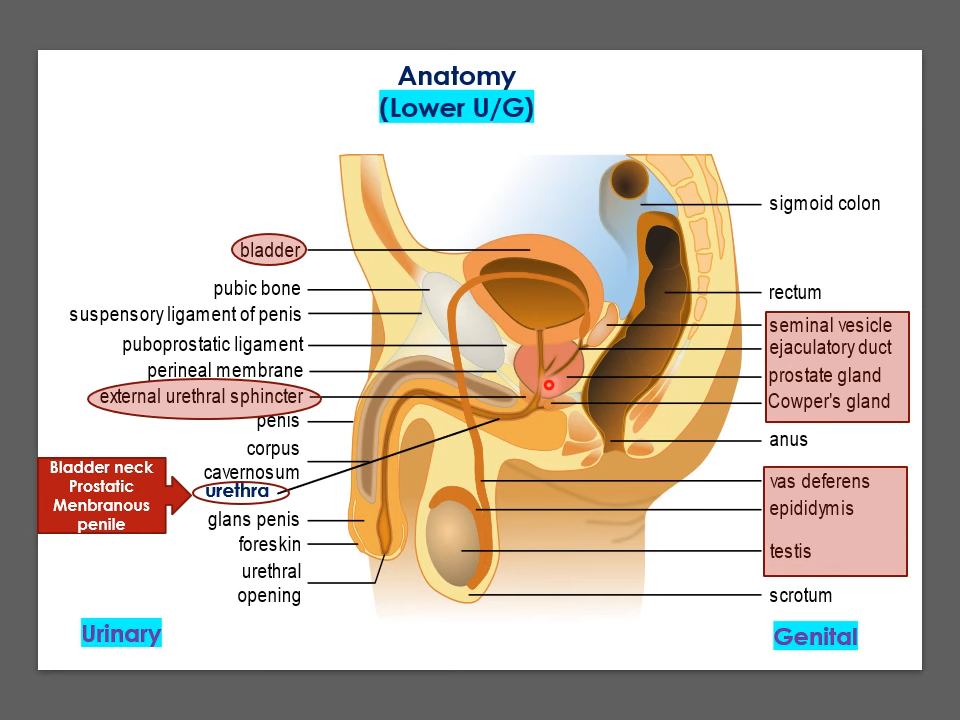 Anatomy
(Lower U/G)
bladder
pubic bone
suspensory ligament of penis
puboprostatic ligament
perineal membrane
external urethral sphincter
penis
corpus
cavernosum
urethra
glans penis
foreskin
urethral
opening
Bladder neck
Prostatic
Menbranous
penile
Urinary
sigmoid colon
rectum
seminal vesicle
ejaculatory duct
prostate gland
Cowper's gland
anus
vas deferens
epididymis
testis
scrotum
Genital